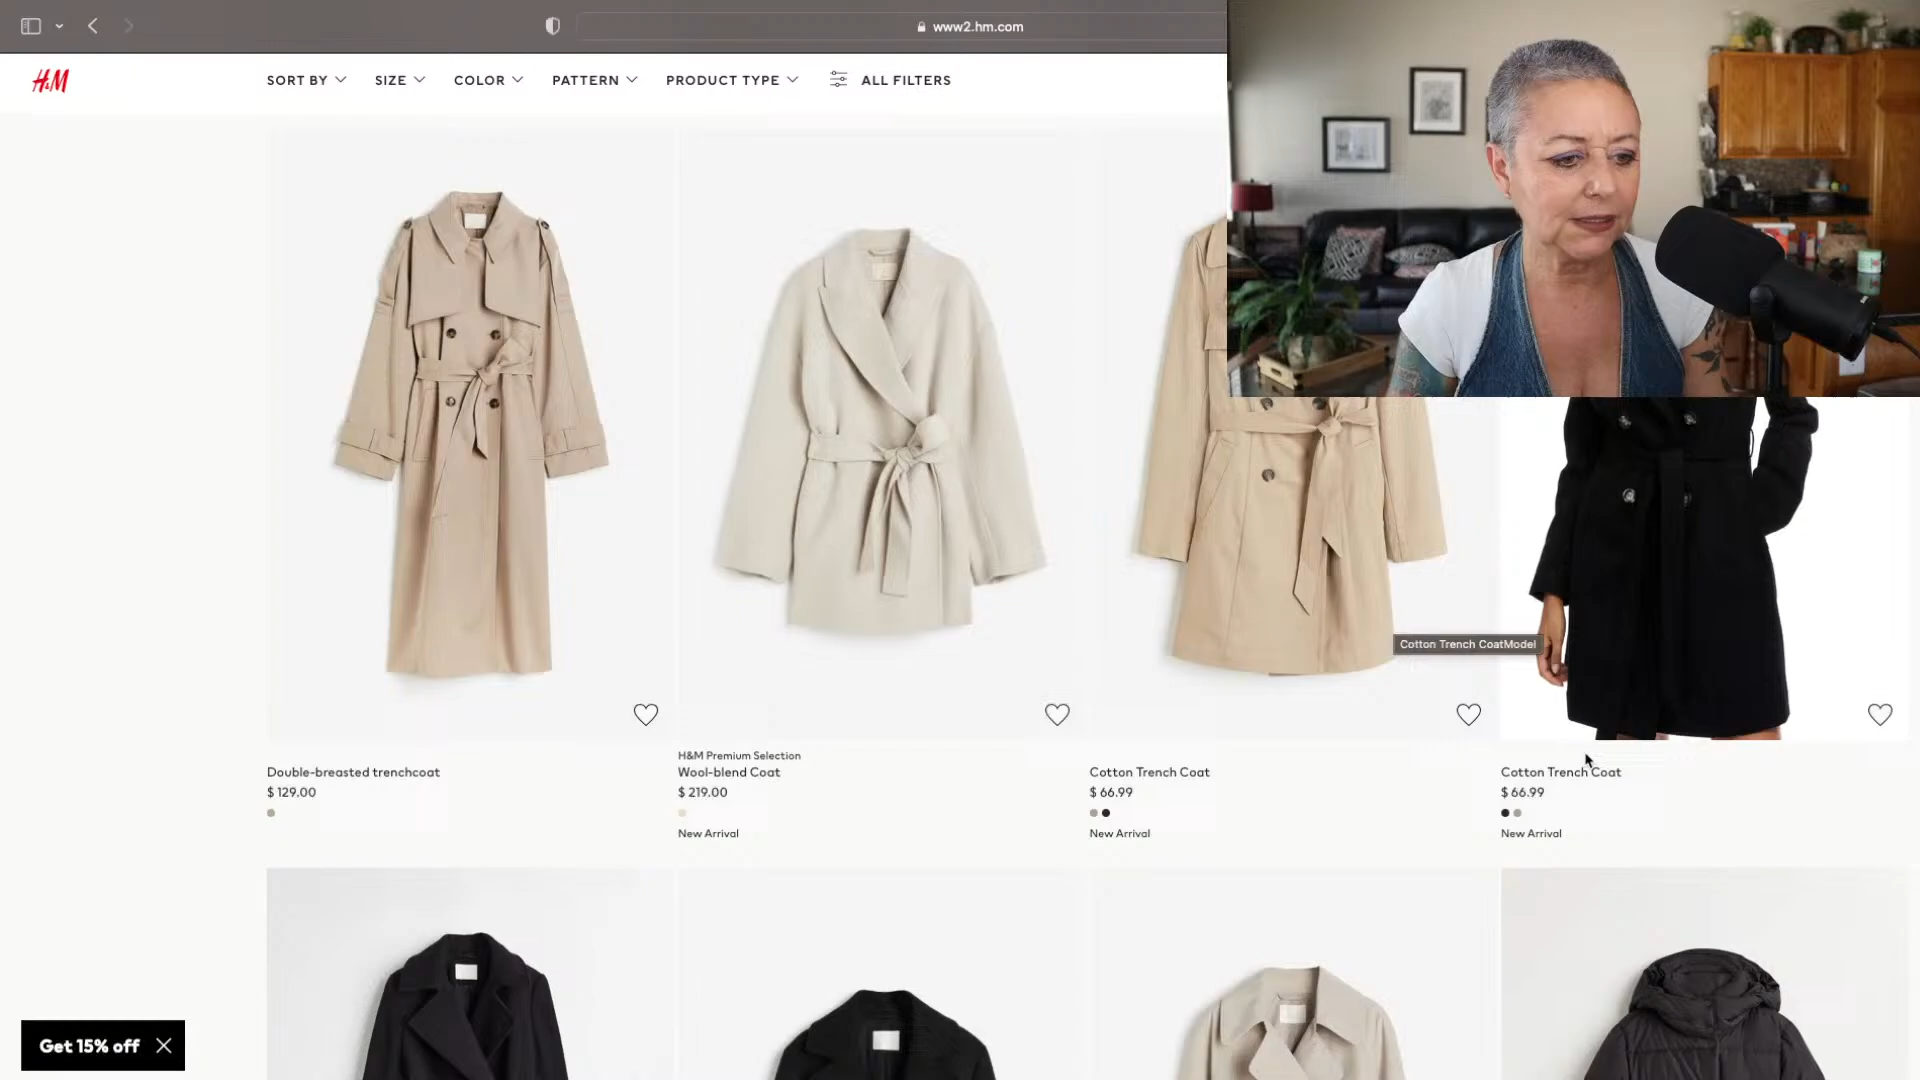 www2.hm.com
H&M
SORT BY
SIZE
COLOR
PATTERN
PRODUCT TYPE
ALL FILTERS
Cotton Trench CoatModel
Double-breasted trenchcoat
$ 129.00
H&M Premium Selection
Wool-blend Coat
$ 219.00
New Arrival
Cotton Trench Coat
$ 66.99
New Arrival
Cotton Trench Coat
$ 66.99
New Arrival
Get 15% off